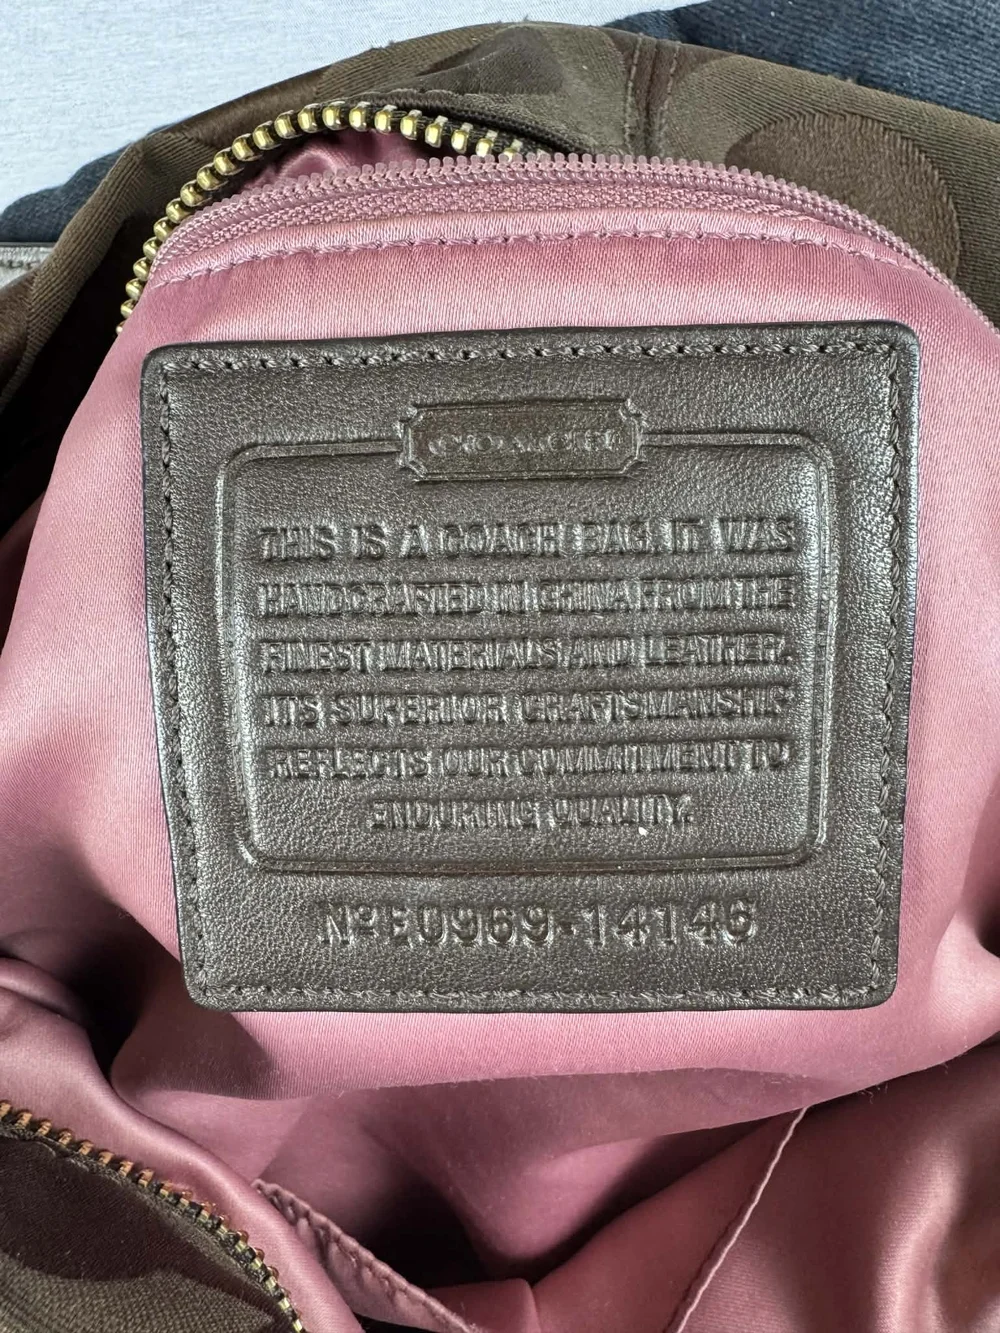 COACH
THIS IS A COACH BAG. IT WAS
HANDCRAFTED IN CHINA FROM THE
FINEST MATERIALS AND LEATHER.
ITS SUPERIOR CRAFTSMANSHIP
REFLECTS OUR COMMITMENT TO
ENDURING QUALITY.
Nº E0969-14146